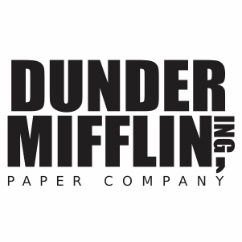 DUNDER
MIFFLIN, INC
PAPER COMPANY